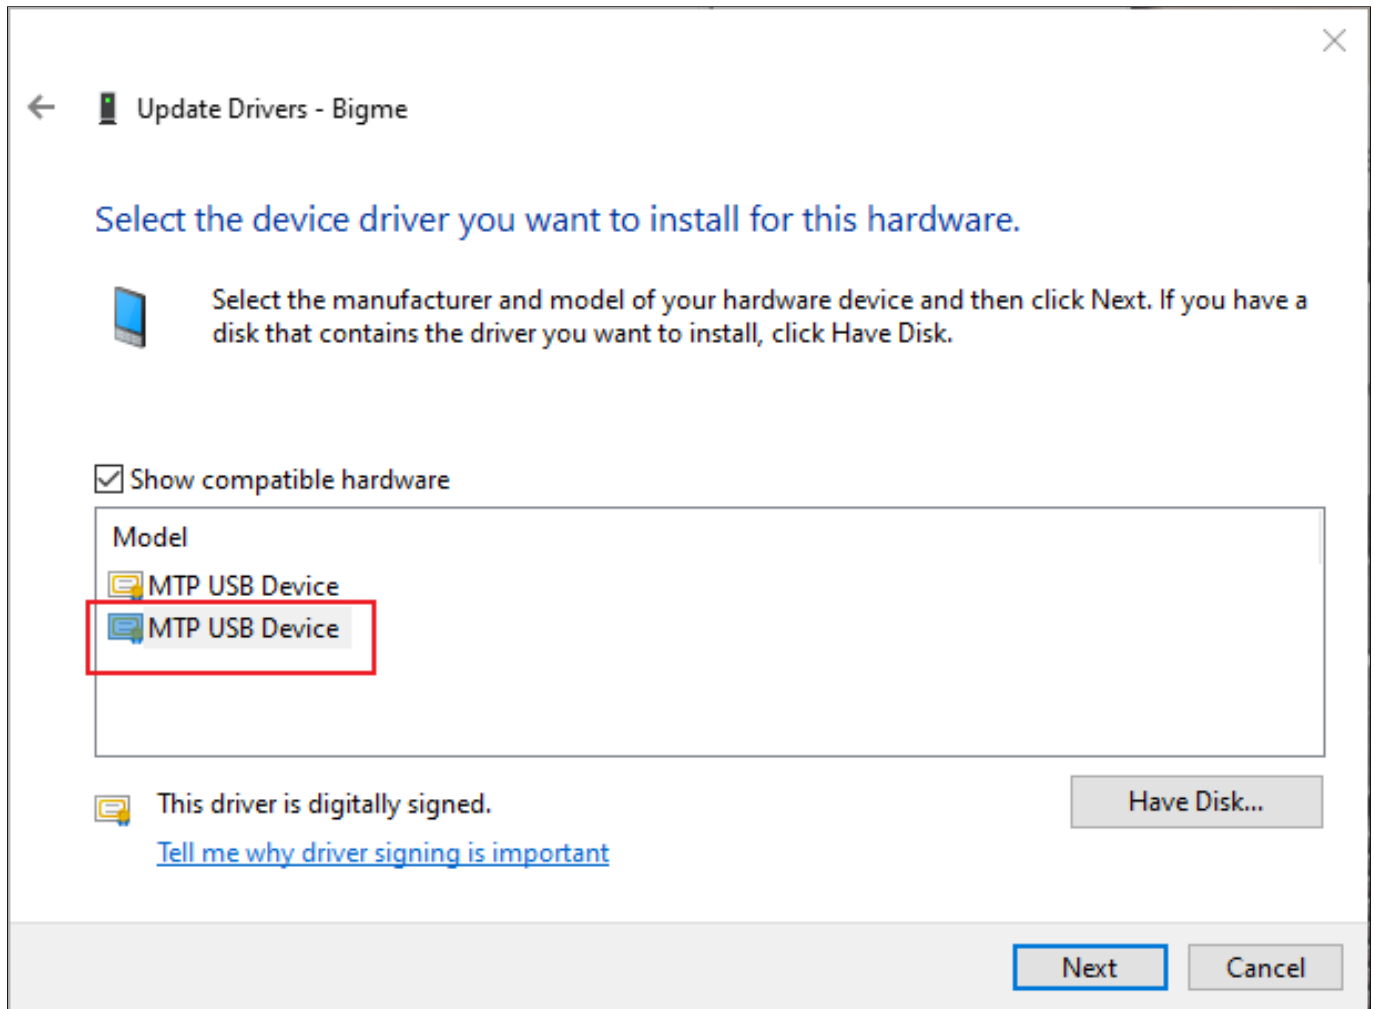 Update Drivers - Bigme
Select the device driver you want to install for this hardware.
Select the manufacturer and model of your hardware device and then click Next. If you have a
disk that contains the driver you want to install, click Have Disk.
Show compatible hardware
Model
MTP USB Device
MTP USB Device
This driver is digitally signed.
Have Disk...
Tell me why driver signing is important
Next
Cancel